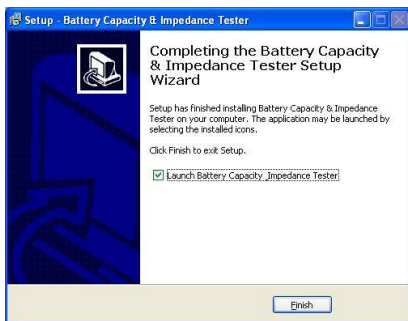 Setup - Battery Capacity & Impedance Tester
Completing the Battery Capacity
& Impedance Tester Setup
Wizard
Setup has finished installing Battery Capacity & Impedance
Tester on your computer. The application may be launched by
selecting the installed icons.
Click Finish to exit Setup.
Launch Battery Capacity _Impedance Tester
Finish